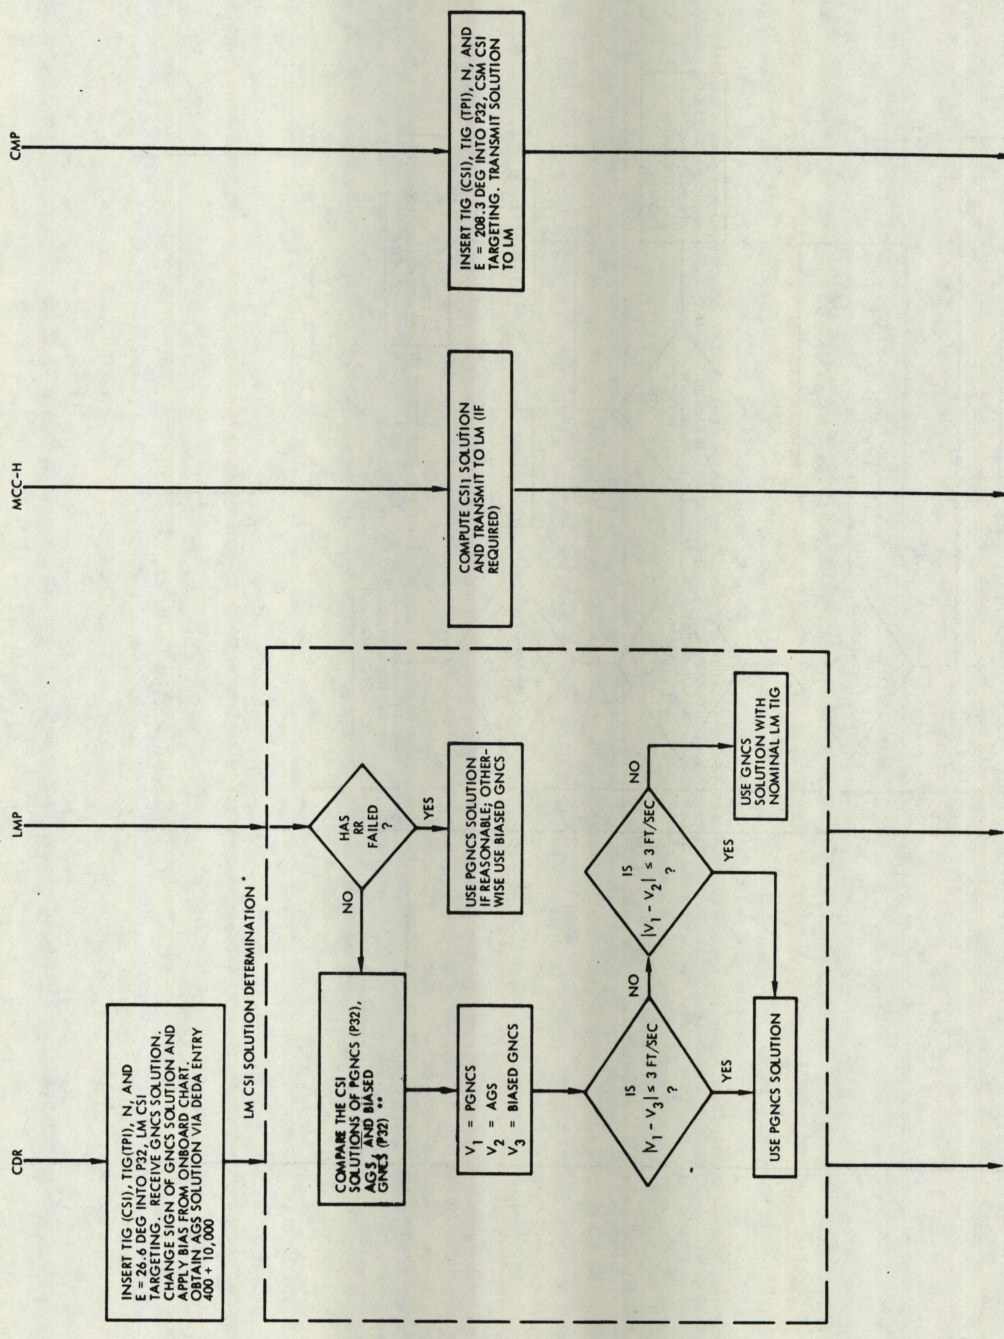 CDR
LMP
MCC-H
CMP
INSERT TIG (CSI), TIG(TPI), N, AND
E = 26.6 DEG INTO P32, LM CSI
TARGETING. RECEIVE GNCS SOLUTION.
CHANGE SIGN OF GNCS SOLUTION AND
APPLY BIAS FROM ONBOARD CHART.
OBTAIN AGS SOLUTION VIA DEDA ENTRY
400 + 10,000
LM CSI SOLUTION DETERMINATION *
HAS
RR
FAILED
?
NO
YES
USE PGNCS SOLUTION
IF REASONABLE; OTHER-
WISE USE BIASED GNCS
COMPARE THE CSI
SOLUTIONS OF PGNCS (P32),
AGS, AND BIASED
GNCS (P32) **
V1 = PGNCS
V2 = AGS
V3 = BIASED GNCS
IS
|V1 - V3| ≤ 3 FT/SEC
?
NO
YES
IS
|V1 - V2| ≤ 3 FT/SEC
?
NO
YES
USE GNCS
SOLUTION WITH
NOMINAL LM TIG
USE PGNCS SOLUTION
COMPUTE CSI1 SOLUTION
AND TRANSMIT TO LM (IF
REQUIRED)
INSERT TIG (CSI), TIG (TPI), N, AND
E = 208.3 DEG INTO P32, CSM CSI
TARGETING. TRANSMIT SOLUTION
TO LM